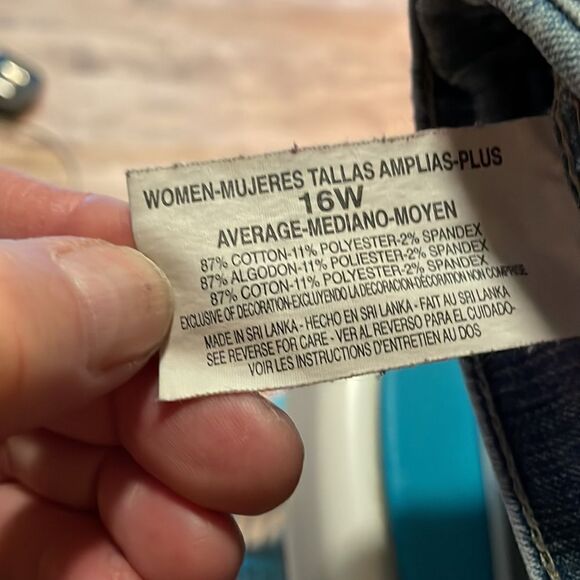 WOMEN-MUJERES TALLAS AMPLIAS-PLUS
16W
AVERAGE-MEDIANO-MOYEN
87% COTTON-11% POLYESTER-2% SPANDEX
87% ALGODON-11% POLIESTER-2% SPANDEX
87% COTON-11% POLYESTER-2% SPANDEX
EXCLUSIVE OF DECORATION-EXCLUYENDO LA DECORACION-DÉCORATION NON COMPRISE
MADE IN SRI LANKA - HECHO EN SRI LANKA - FAIT AU SRI LANKA
SEE REVERSE FOR CARE - VER AL REVERSO PARA EL CUIDADO-
VOIR LES INSTRUCTIONS D'ENTRETIEN AU DOS